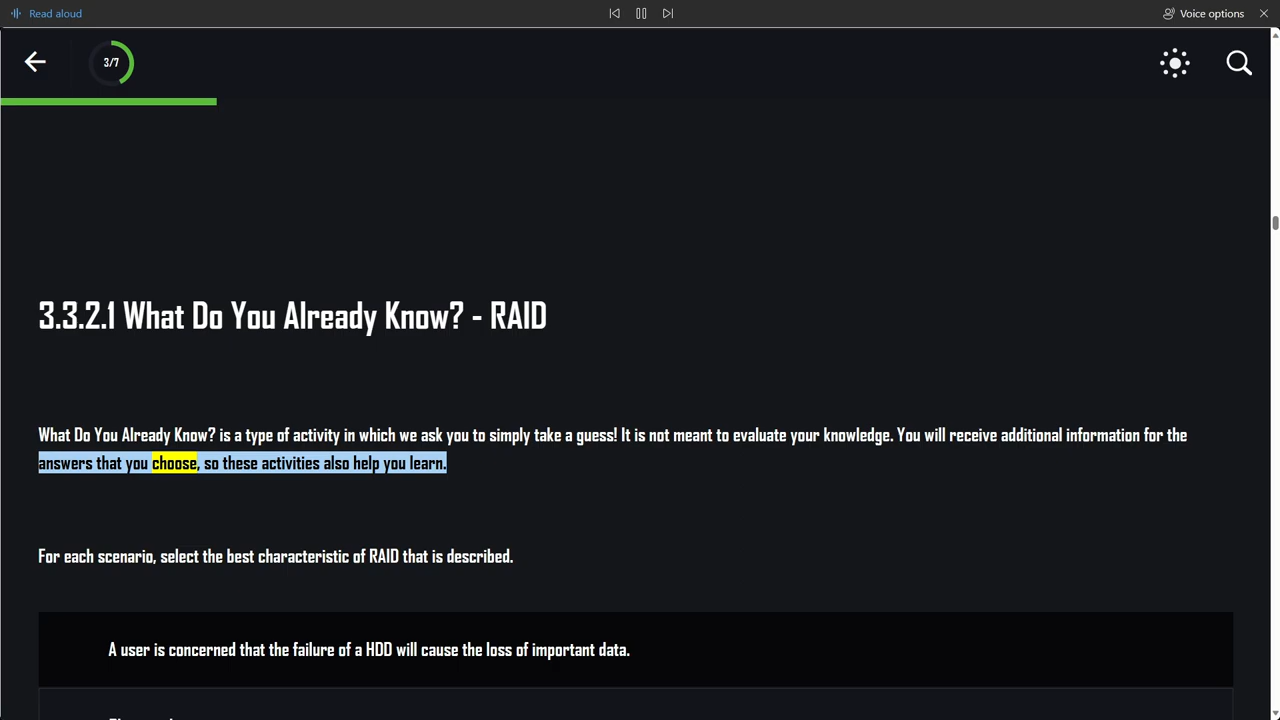 Read aloud
Voice options
3/7
3.3.2.1 What Do You Already Know? - RAID
What Do You Already Know? is a type of activity in which we ask you to simply take a guess! It is not meant to evaluate your knowledge. You will receive additional information for the
answers that you choose, so these activities also help you learn.
For each scenario, select the best characteristic of RAID that is described.
A user is concerned that the failure of a HDD will cause the loss of important data.